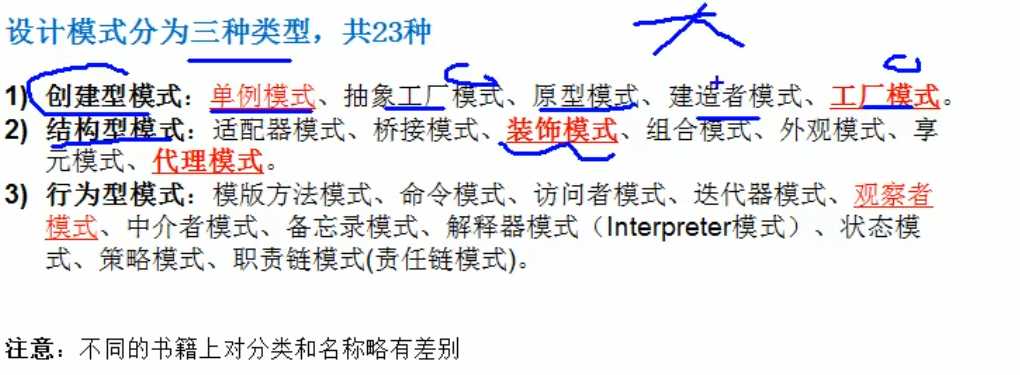 设计模式分为三种类型，共23种
1) 创建型模式：单例模式、抽象工厂模式、原型模式、建造者模式、工厂模式。
2) 结构型模式：适配器模式、桥接模式、装饰模式、组合模式、外观模式、享
元模式、代理模式。
3) 行为型模式：模版方法模式、命令模式、访问者模式、迭代器模式、观察者
模式、中介者模式、备忘录模式、解释器模式（Interpreter模式）、状态模
式、策略模式、职责链模式(责任链模式)。
注意：不同的书籍上对分类和名称略有差别